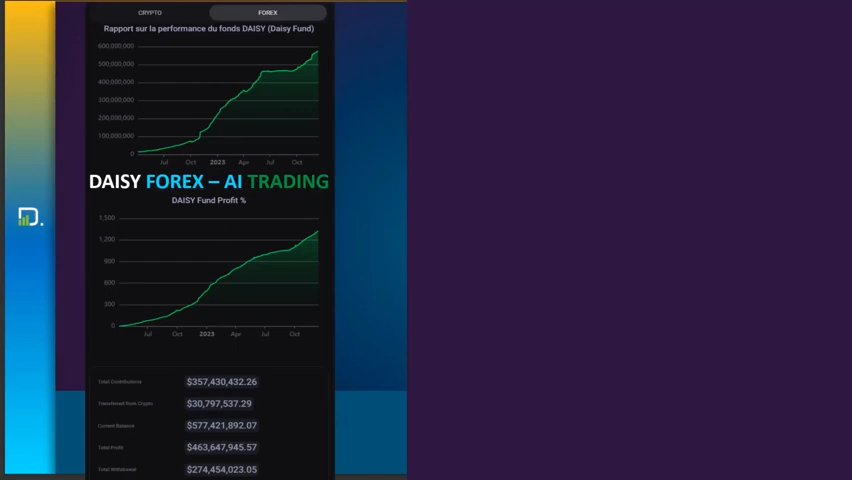 CRYPTO FOREX
Rapport sur la performance du fonds DAISY (Daisy Fund)
600,000,000
500,000,000
400,000,000
300,000,000
200,000,000
100,000,000
0
Jul Oct 2023 Apr Jul Oct
DAISY FOREX – AI TRADING
DAISY Fund Profit %
1,500
1,200
900
600
300
0
Jul Oct 2023 Apr Jul Oct
Total Contributions $357,430,432.26
Transferred from Crypto $30,797,537.29
Current Balance $577,421,892.07
Total Profit $463,647,945.57
Total Withdrawal $274,454,023.05
D.